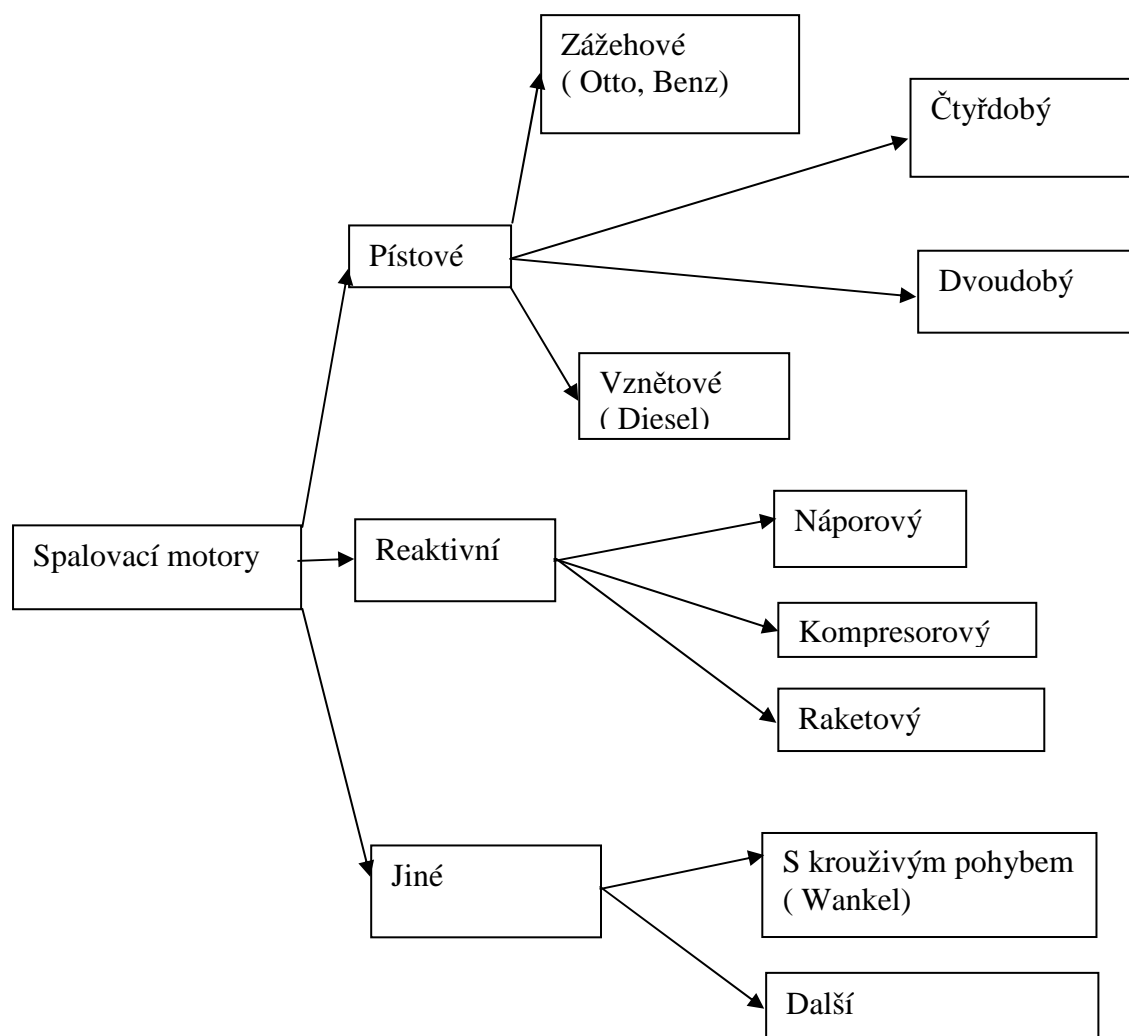 Zážehové
( Otto, Benz)
Čtyřdobý
Pístové
Dvoudobý
Vznětové
( Diesel)
Náporový
Spalovací motory
Reaktivní
Kompresorový
Raketový
Jiné
S krouživým pohybem
( Wankel)
Další